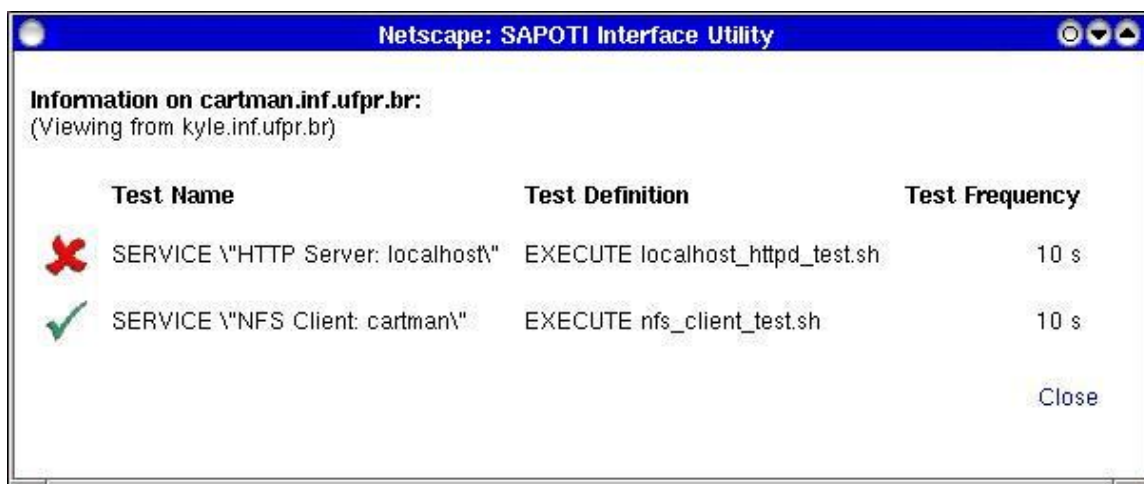 Netscape: SAPOTI Interface Utility
Information on cartman.inf.ufpr.br:
(Viewing from kyle.inf.ufpr.br)
Test Name Test Definition Test Frequency
SERVICE \"HTTP Server: localhost\" EXECUTE localhost_httpd_test.sh 10 s
SERVICE \"NFS Client: cartman\" EXECUTE nfs_client_test.sh 10 s
Close